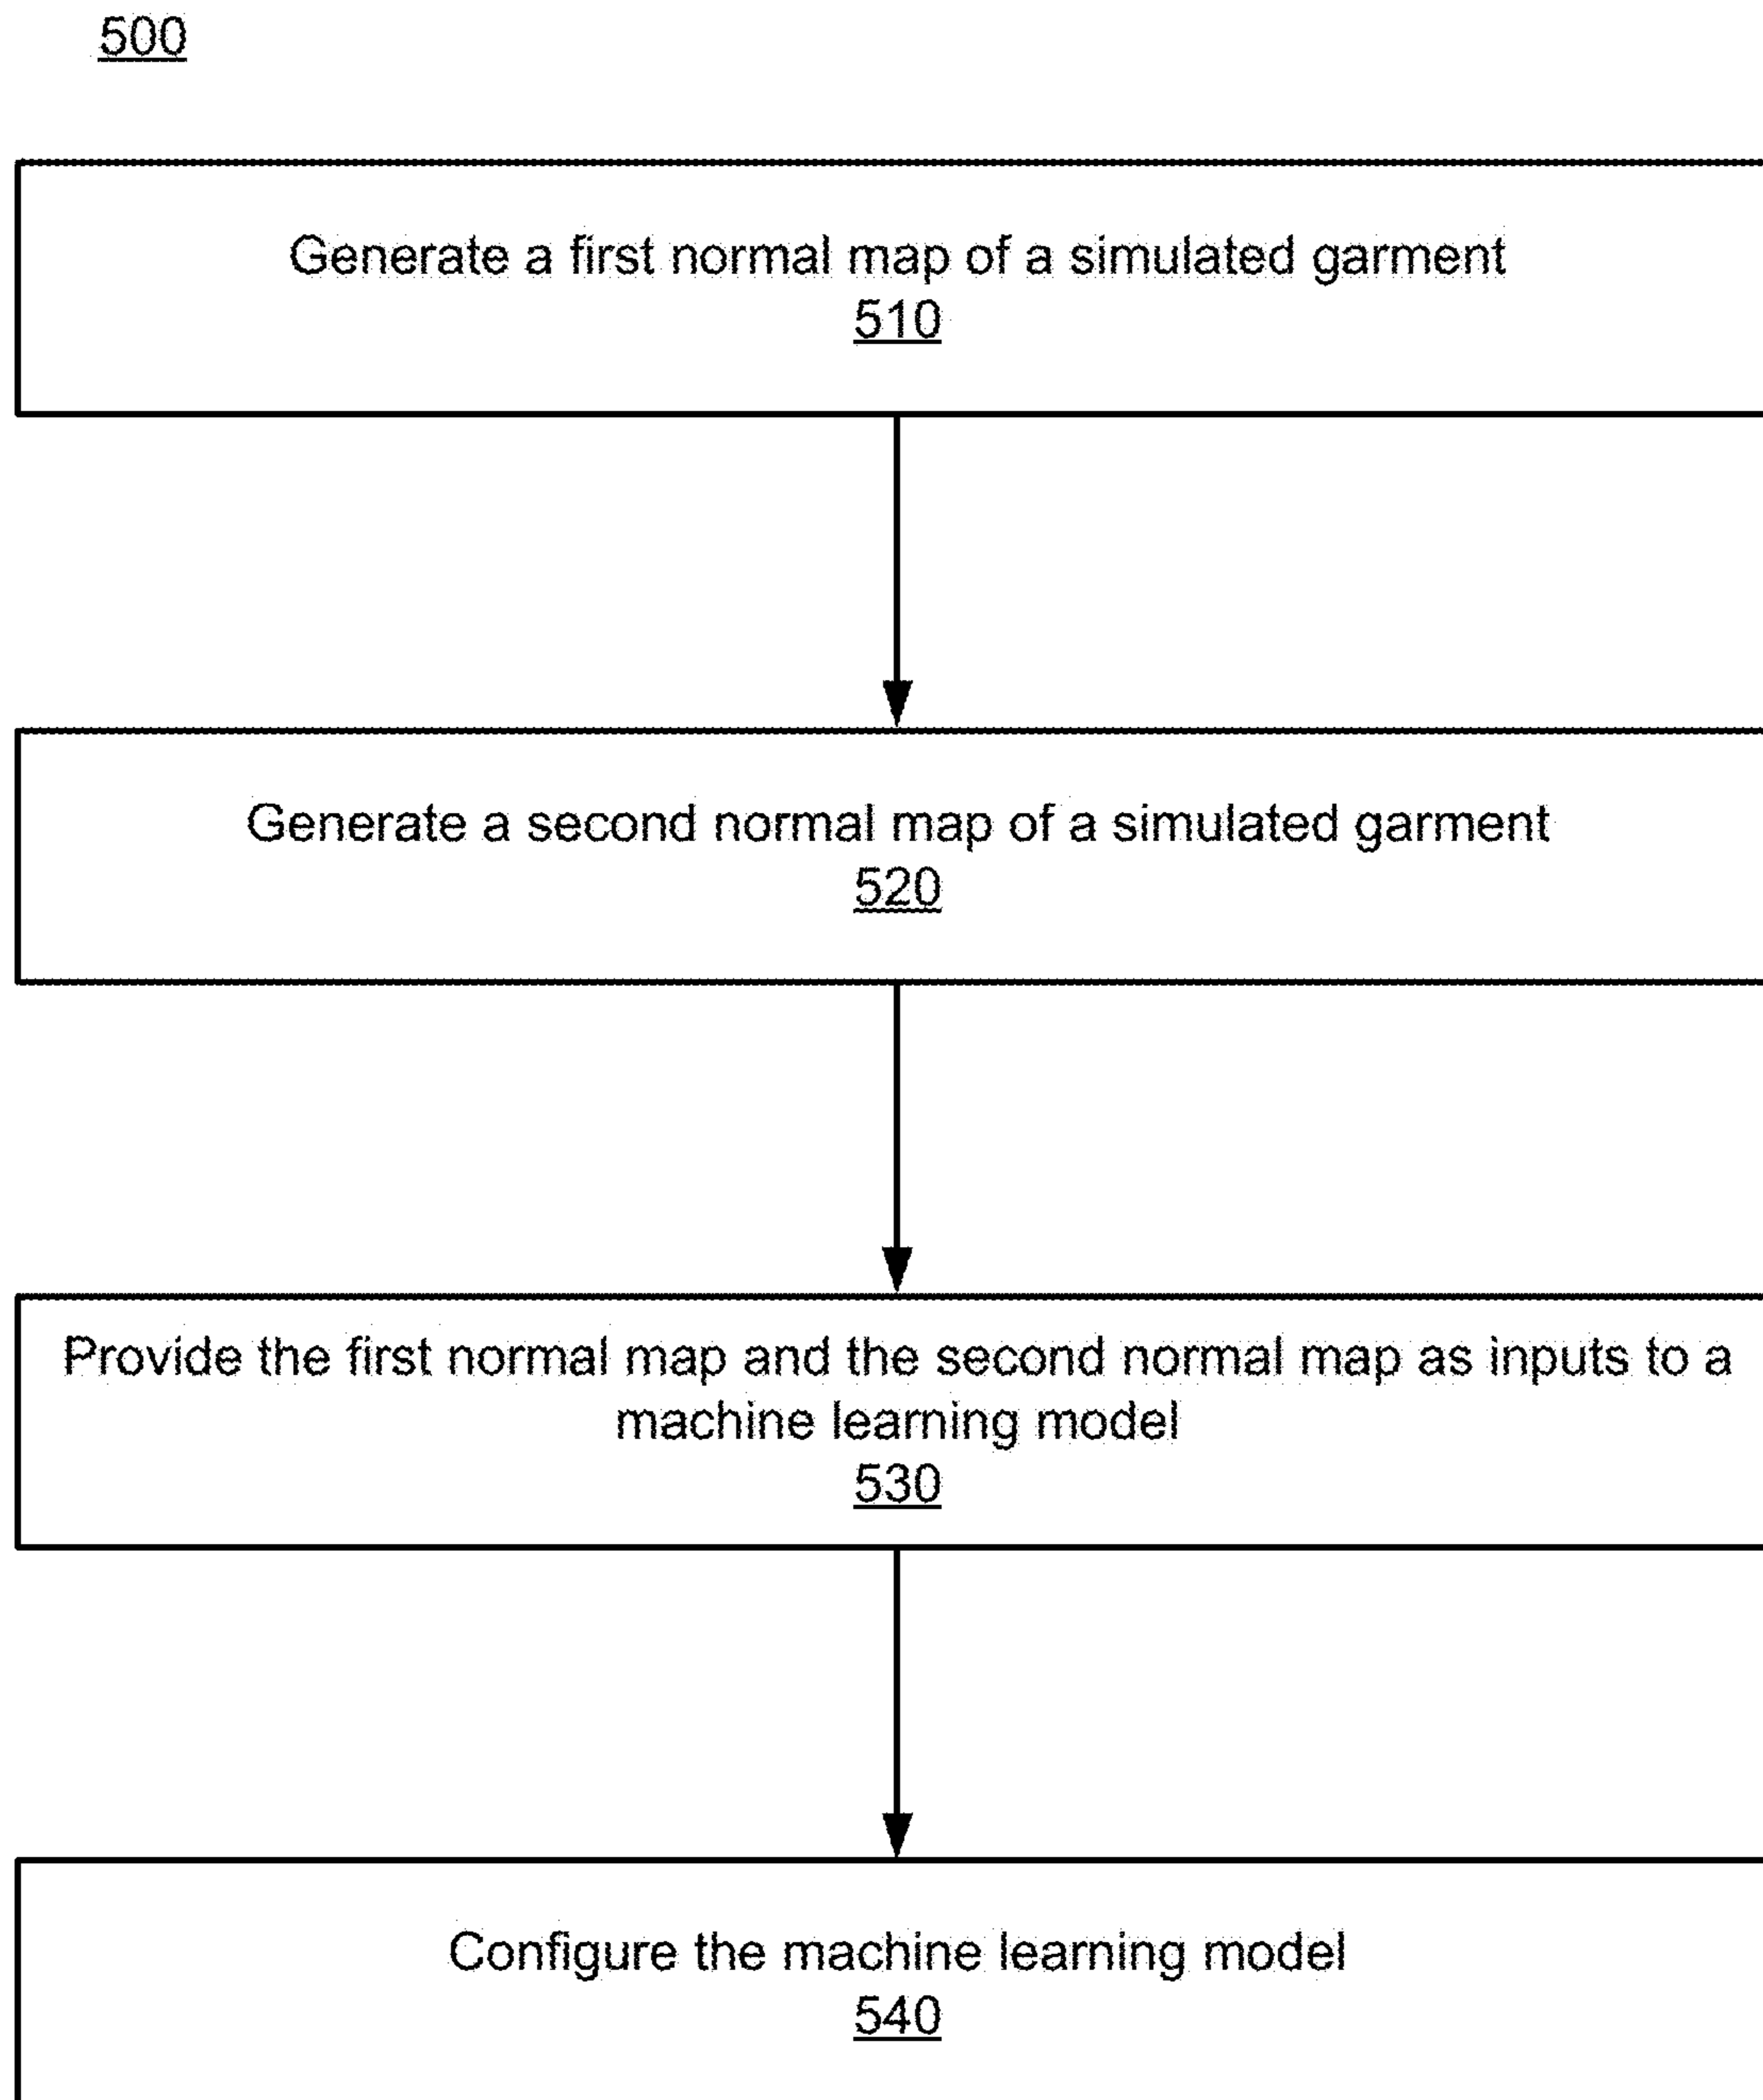 500
Generate a first normal map of a simulated garment
510
Generate a second normal map of a simulated garment
520
Provide the first normal map and the second normal map as inputs to a
machine learning model
530
Configure the machine learning model
540